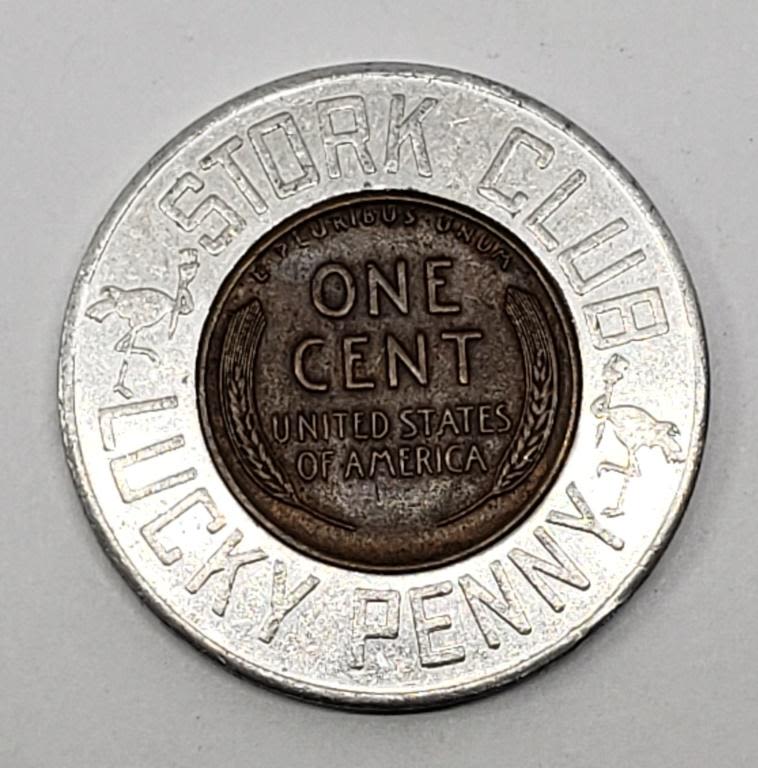 STORK CLUB
E·PLURIBUS·UNUM
ONE
CENT
UNITED STATES
OF AMERICA
LUCKY PENNY